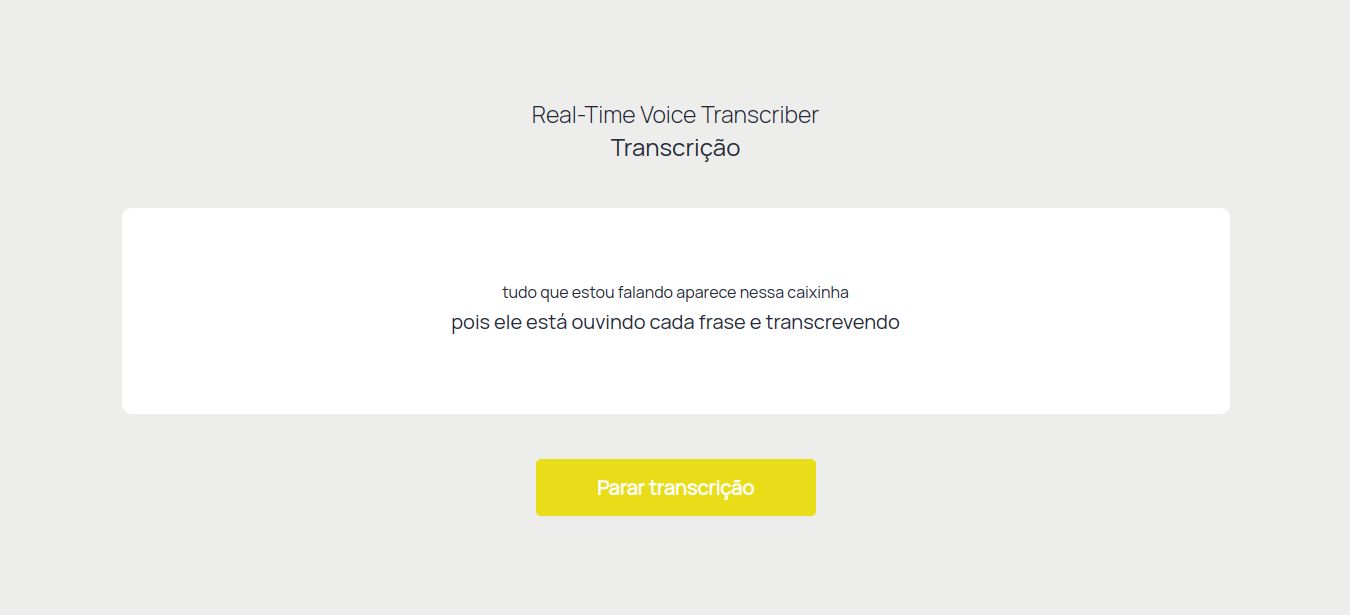 Real-Time Voice Transcriber
Transcrição
tudo que estou falando aparece nessa caixinha
pois ele está ouvindo cada frase e transcrevendo
Parar transcrição